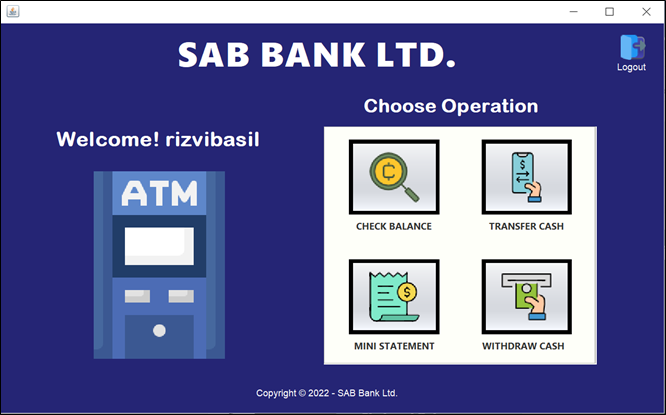 SAB BANK LTD.
Logout
Choose Operation
Welcome! rizvibasil
ATM
CHECK BALANCE
TRANSFER CASH
MINI STATEMENT
WITHDRAW CASH
Copyright © 2022 - SAB Bank Ltd.